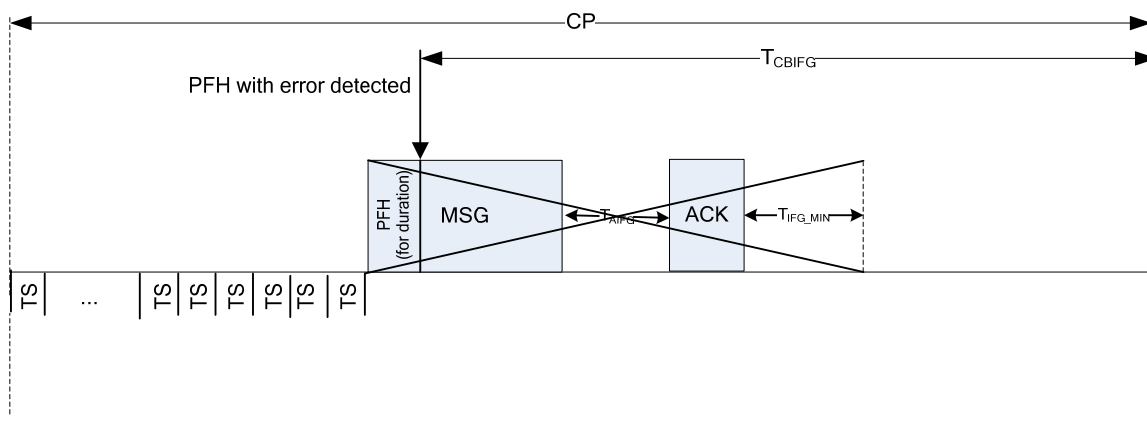 CP
TCBIFG
PFH with error detected
PFH
(for duration)
MSG
TAIFG
ACK
TIFG_MIN
TS
...
TS
TS
TS
TS
TS
TS